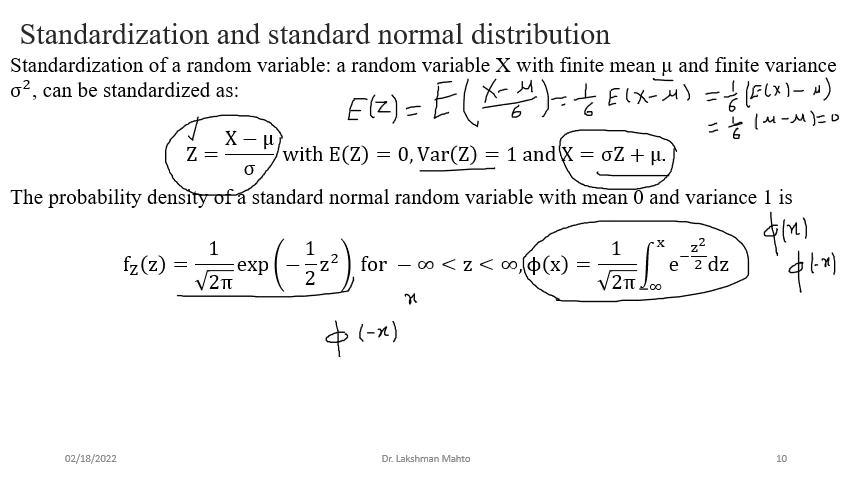 Standardization and standard normal distribution
Standardization of a random variable: a random variable X with finite mean μ and finite variance
σ², can be standardized as:
E(Z) = E(X-μ/σ) = 1/σ E(X-μ) = 1/σ (E(X)-μ)
= 1/σ (μ-μ)=0
Z = X − μ/σ with E(Z) = 0, Var(Z) = 1 and X = σZ + μ.
The probability density of a standard normal random variable with mean 0 and variance 1 is
ϕ(x)
f_Z(z) = 1/√2π exp(−1/2 z²) for − ∞ < z < ∞, ϕ(x) = 1/√2π ∫_−∞^x e^−z²/2 dz
ϕ(-x)
x
ϕ(-x)
02/18/2022
Dr. Lakshman Mahto
10